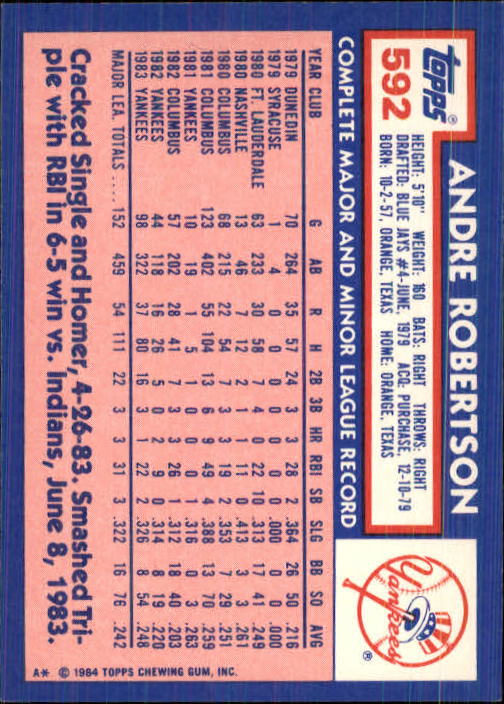 topps®
592
ANDRE ROBERTSON
HEIGHT: 5'10" WEIGHT: 160 BATS: RIGHT THROWS: RIGHT
DRAFTED: BLUE JAYS #4-JUNE, 1979 ACQ: PURCHASE, 12-10-79
BORN: 10-2-57, ORANGE, TEXAS HOME: ORANGE, TEXAS
Yankees ®
COMPLETE MAJOR AND MINOR LEAGUE RECORD
YEAR CLUB G AB R H 2B 3B HR RBI SB SLG BB SO AVG
1979 DUNEDIN 70 264 35 57 24 3 3 28 2 .364 26 50 .216
1979 SYRACUSE 1 4 0 0 0 0 0 0 0 .000 0 0 .000
1980 FT. LAUDERDALE 63 233 30 58 7 4 0 22 10 .313 17 41 .249
1980 NASHVILLE 13 46 7 12 2 1 1 11 0 .413 3 3 .261
1980 COLUMBUS 68 215 22 54 7 3 3 19 2 .353 7 29 .251
1981 COLUMBUS 123 402 55 104 13 6 9 49 4 .388 13 70 .259
1981 YANKEES 10 19 1 5 1 0 0 0 1 .316 0 3 .263
1982 COLUMBUS 57 202 28 41 7 3 3 26 1 .312 18 40 .203
1982 YANKEES 44 118 16 26 5 0 2 9 0 .314 8 19 .220
1983 YANKEES 98 322 37 80 16 3 1 22 2 .326 8 54 .248
MAJOR LEA. TOTALS .... 152 459 54 111 22 3 3 31 3 .322 16 76 .242
Cracked Single and Homer, 4-26-83. Smashed Tri-
ple with RBI in 6-5 win vs. Indians, June 8, 1983.
A* © 1984 TOPPS CHEWING GUM, INC.